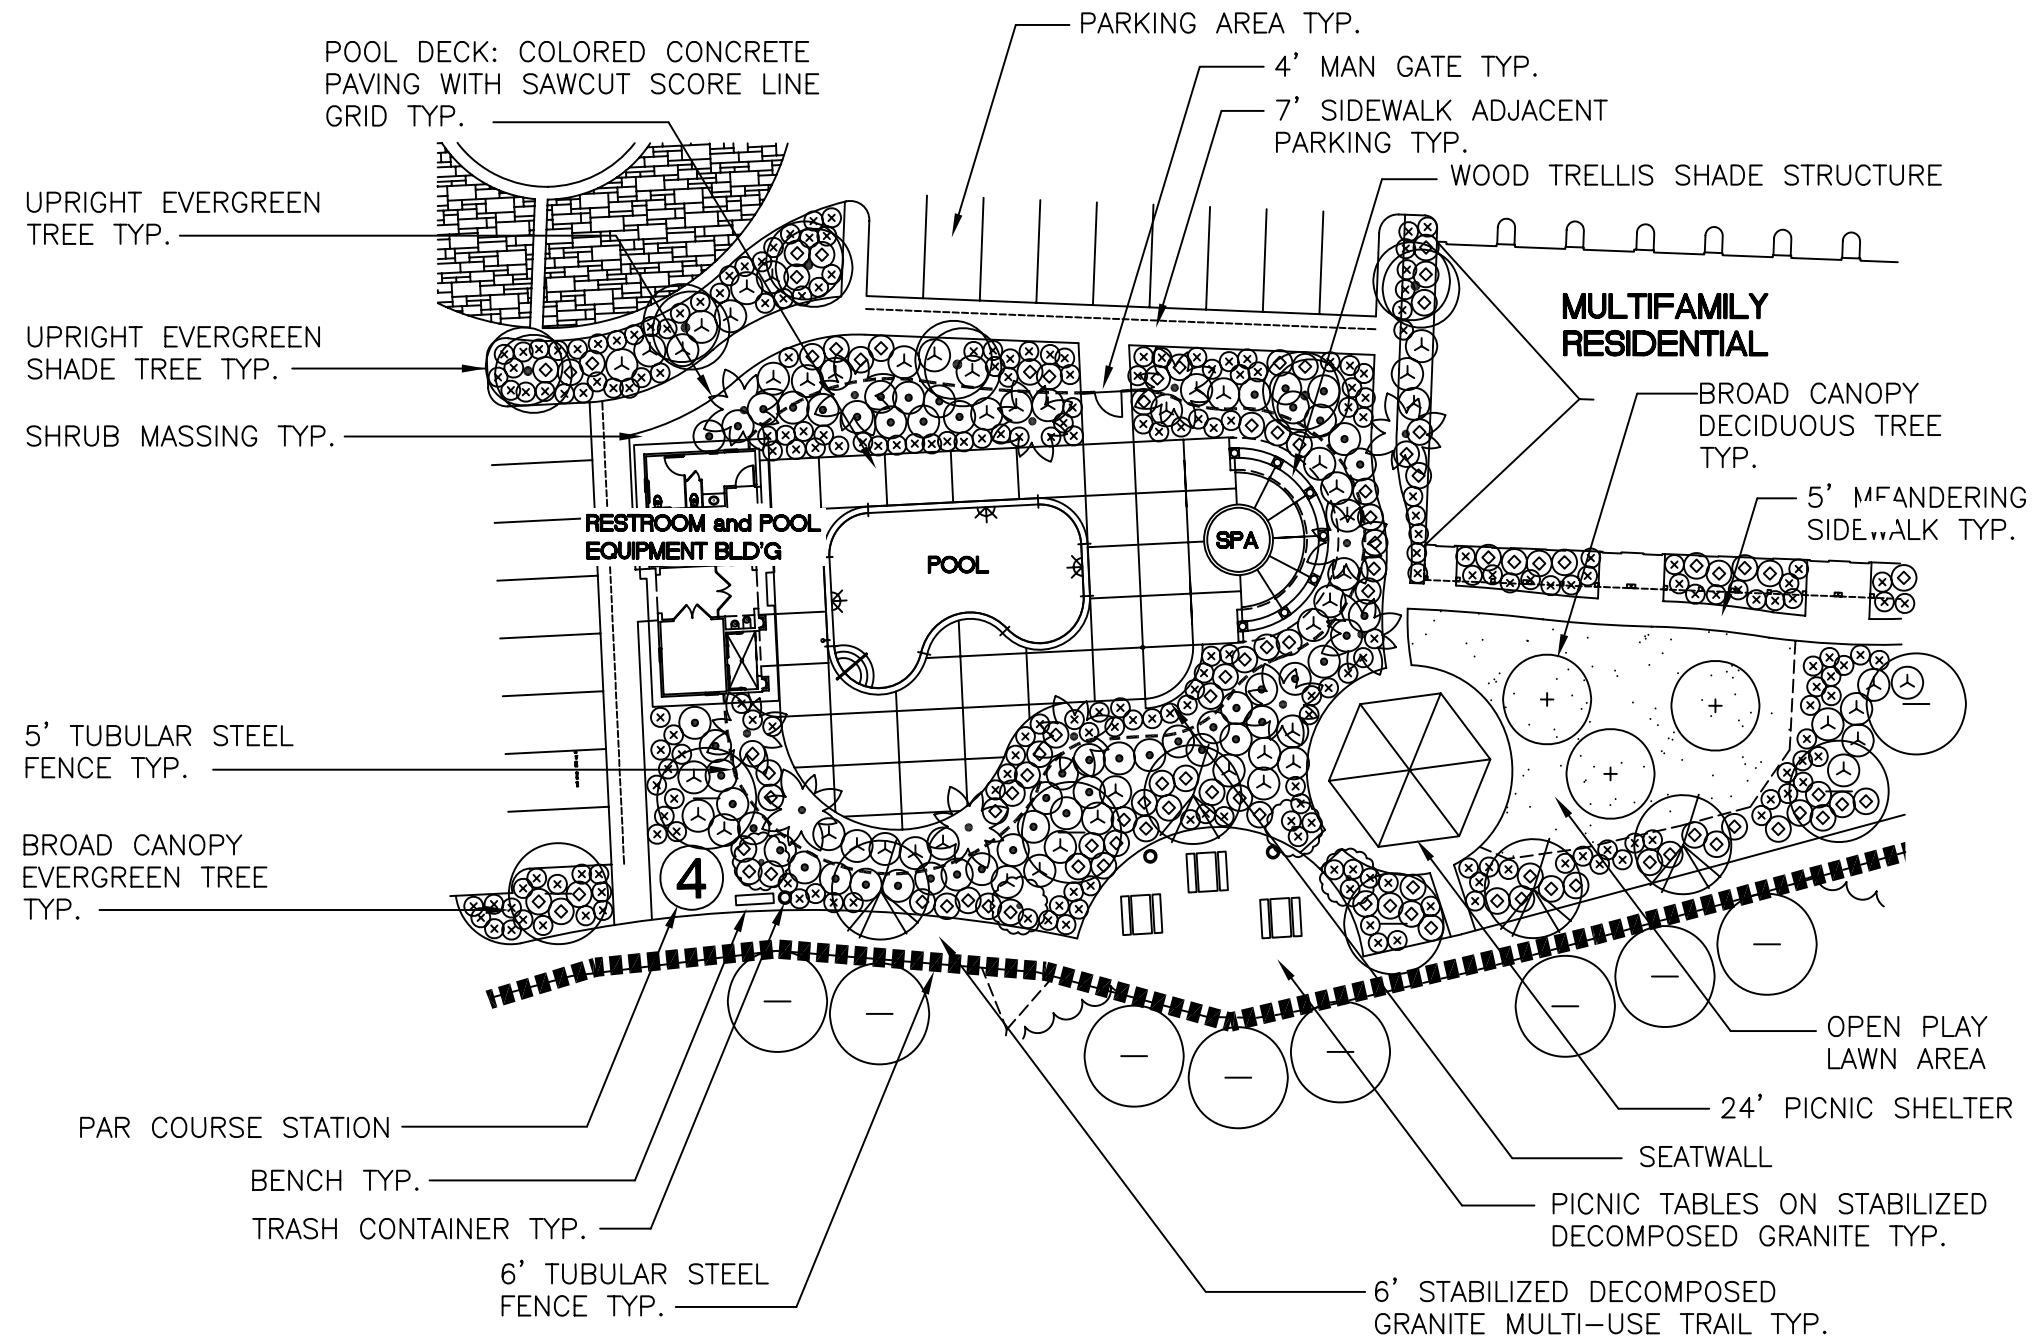 PARKING AREA TYP.
POOL DECK: COLORED CONCRETE
PAVING WITH SAWCUT SCORE LINE
GRID TYP.
4' MAN GATE TYP.
7' SIDEWALK ADJACENT
PARKING TYP.
WOOD TRELLIS SHADE STRUCTURE
UPRIGHT EVERGREEN
TREE TYP.
MULTIFAMILY
RESIDENTIAL
UPRIGHT EVERGREEN
SHADE TREE TYP.
BROAD CANOPY
DECIDUOUS TREE
TYP.
SHRUB MASSING TYP.
5' MEANDERING
SIDEWALK TYP.
RESTROOM and POOL
EQUIPMENT BLD'G
POOL
SPA
5' TUBULAR STEEL
FENCE TYP.
BROAD CANOPY
EVERGREEN TREE
TYP.
4
OPEN PLAY
LAWN AREA
24' PICNIC SHELTER
PAR COURSE STATION
SEATWALL
BENCH TYP.
PICNIC TABLES ON STABILIZED
DECOMPOSED GRANITE TYP.
TRASH CONTAINER TYP.
6' TUBULAR STEEL
FENCE TYP.
6' STABILIZED DECOMPOSED
GRANITE MULTI-USE TRAIL TYP.